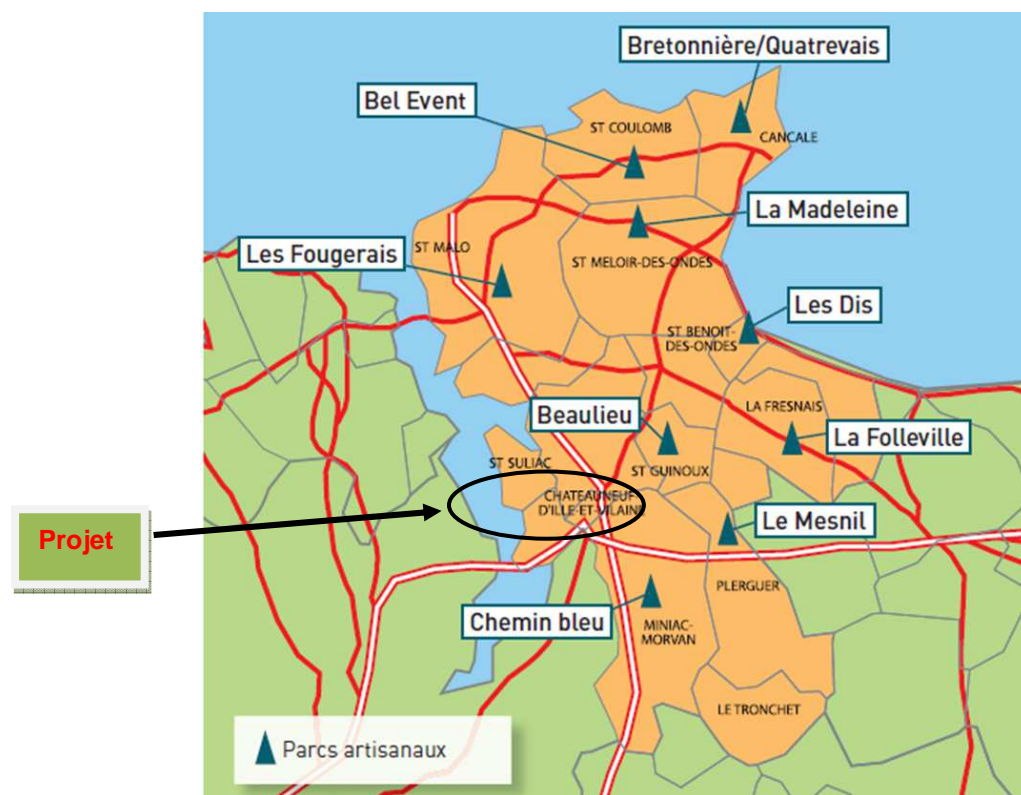 Bretonnière/Quatrevais
Bel Event
ST COULOMB
CANCALE
La Madeleine
ST MALO
Les Fougerais
ST MELOIR-DES-ONDES
Les Dis
ST BENOIT-
DES-ONDES
Beaulieu
LA FRESNAIS
La Folleville
ST SULIAC
ST GUINOUX
CHATEAUNEUF
D'ILLE-ET-VILAINE
Projet
Le Mesnil
PLERGUER
Chemin bleu
MINIAC-
MORVAN
LE TRONCHET
Parcs artisanaux